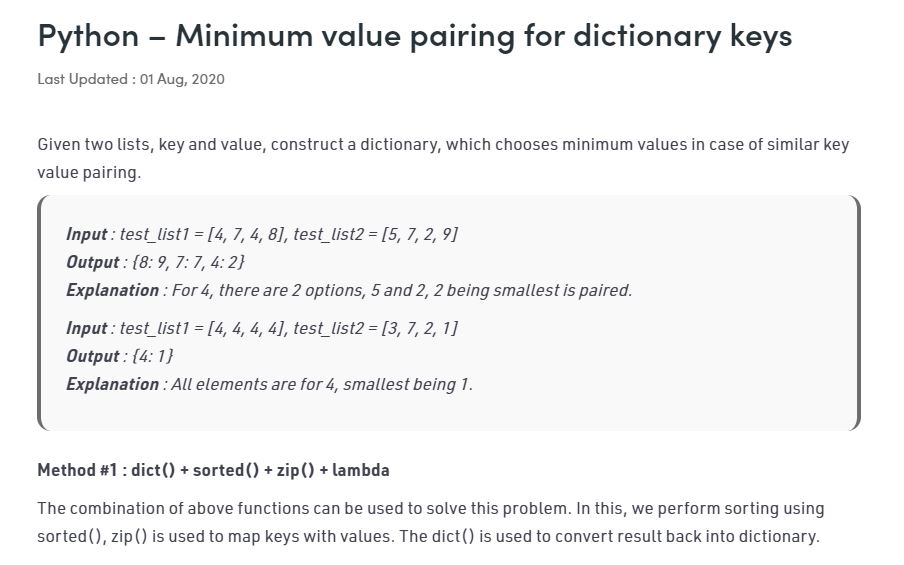 Python – Minimum value pairing for dictionary keys
Last Updated : 01 Aug, 2020
Given two lists, key and value, construct a dictionary, which chooses minimum values in case of similar key
value pairing.
Input : test_list1 = [4, 7, 4, 8], test_list2 = [5, 7, 2, 9]
Output : {8: 9, 7: 7, 4: 2}
Explanation : For 4, there are 2 options, 5 and 2, 2 being smallest is paired.
Input : test_list1 = [4, 4, 4, 4], test_list2 = [3, 7, 2, 1]
Output : {4: 1}
Explanation : All elements are for 4, smallest being 1.
Method #1 : dict() + sorted() + zip() + lambda
The combination of above functions can be used to solve this problem. In this, we perform sorting using
sorted(), zip() is used to map keys with values. The dict() is used to convert result back into dictionary.